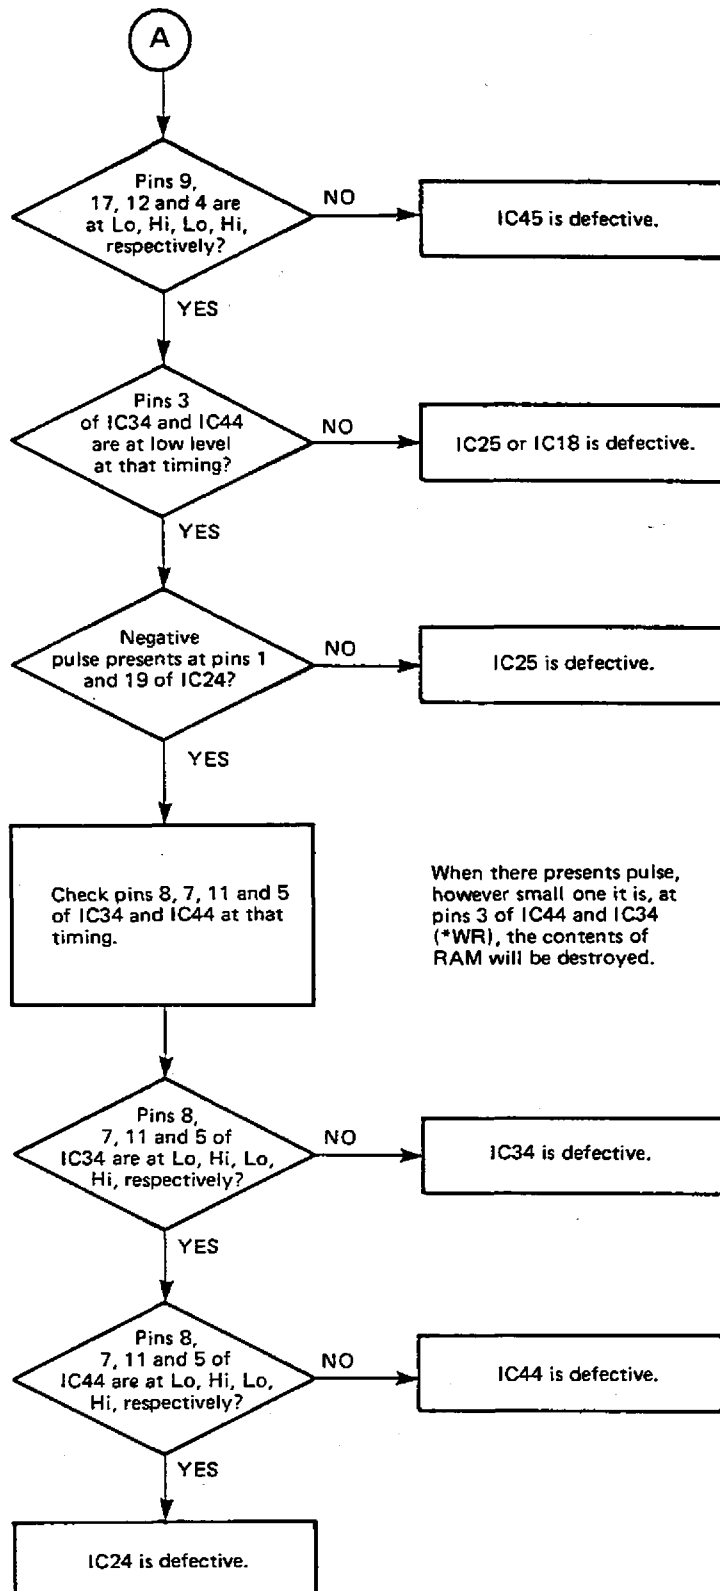 A
Pins 9,
17, 12 and 4 are
at Lo, Hi, Lo, Hi,
respectively?
NO
IC45 is defective.
YES
Pins 3
of IC34 and IC44
are at low level
at that timing?
NO
IC25 or IC18 is defective.
YES
Negative
pulse presents at pins 1
and 19 of IC24?
NO
IC25 is defective.
YES
Check pins 8, 7, 11 and 5
of IC34 and IC44 at that
timing.
When there presents pulse,
however small one it is, at
pins 3 of IC44 and IC34
(*WR), the contents of
RAM will be destroyed.
Pins 8,
7, 11 and 5 of
IC34 are at Lo, Hi, Lo,
Hi, respectively?
NO
IC34 is defective.
YES
Pins 8,
7, 11 and 5 of
IC44 are at Lo, Hi, Lo,
Hi, respectively?
NO
IC44 is defective.
YES
IC24 is defective.